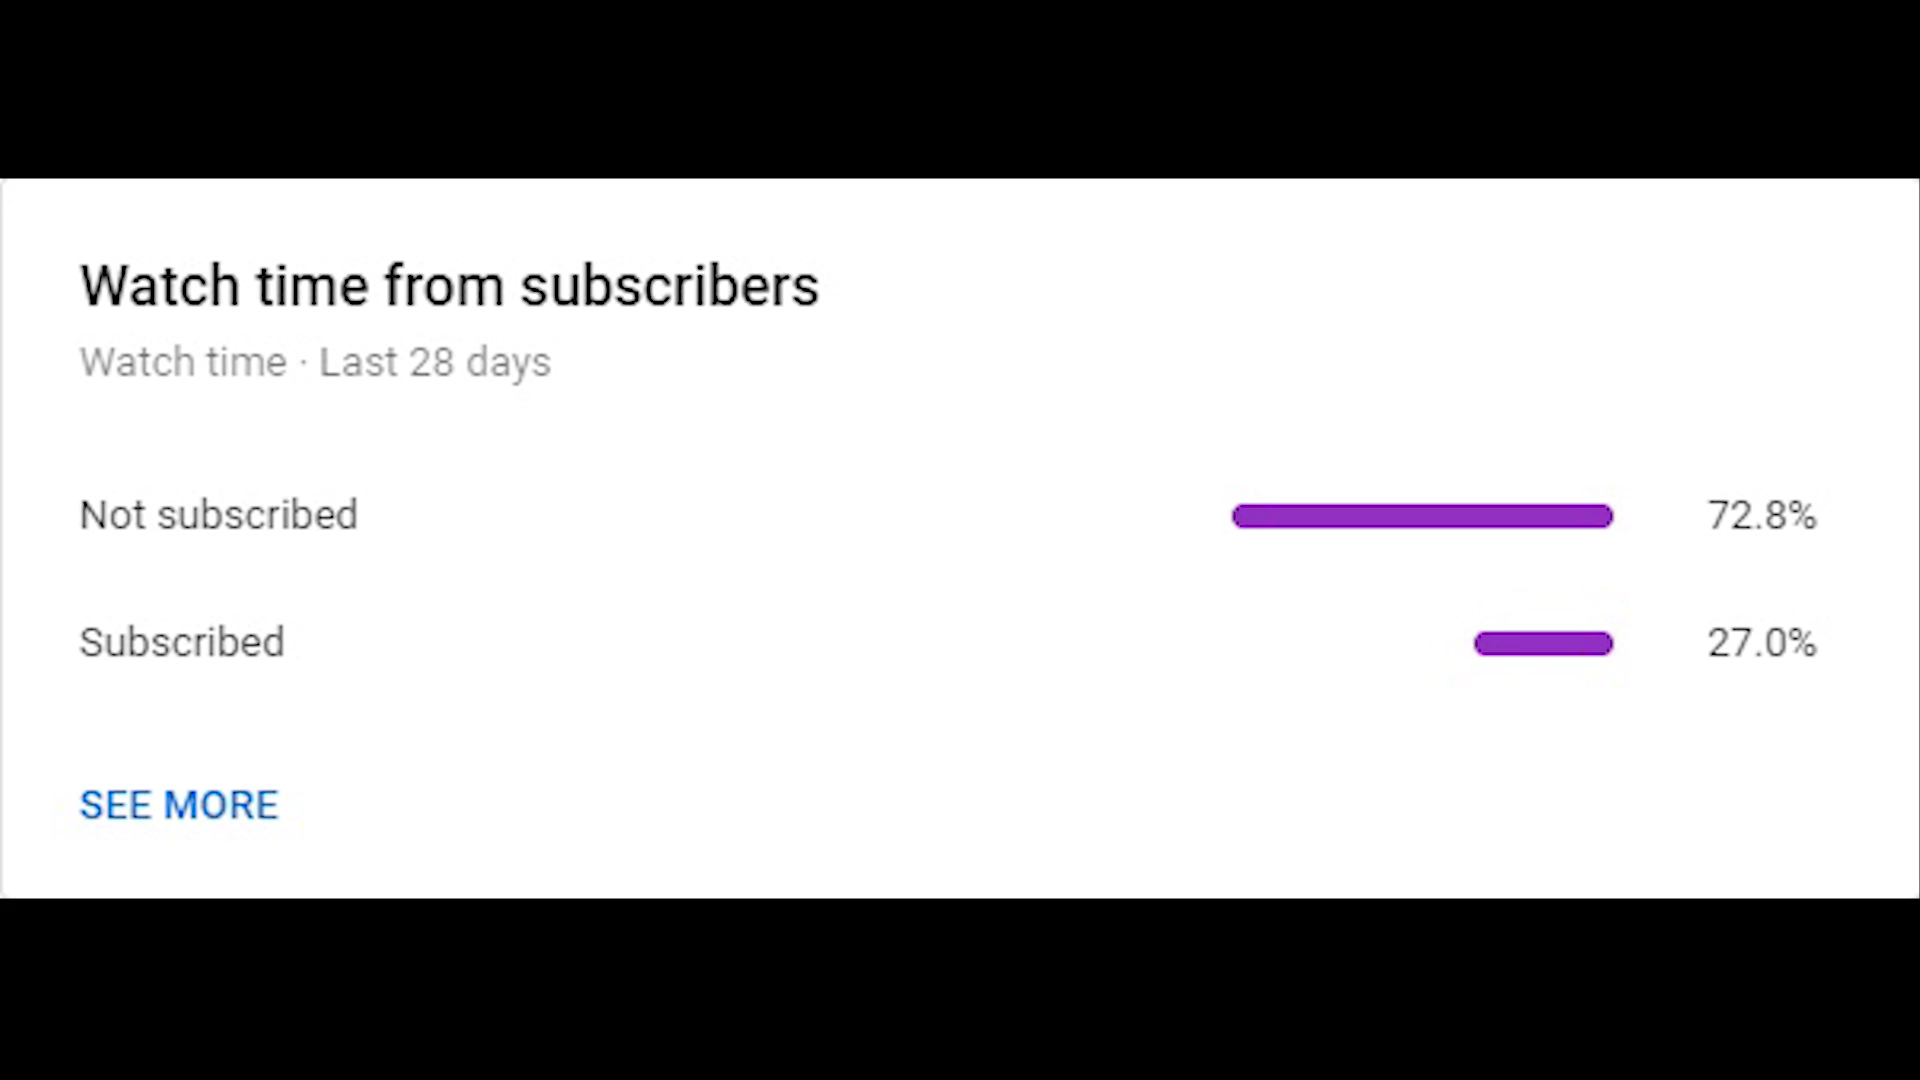 Watch time from subscribers
Watch time · Last 28 days
Not subscribed 72.8%
Subscribed 27.0%
SEE MORE